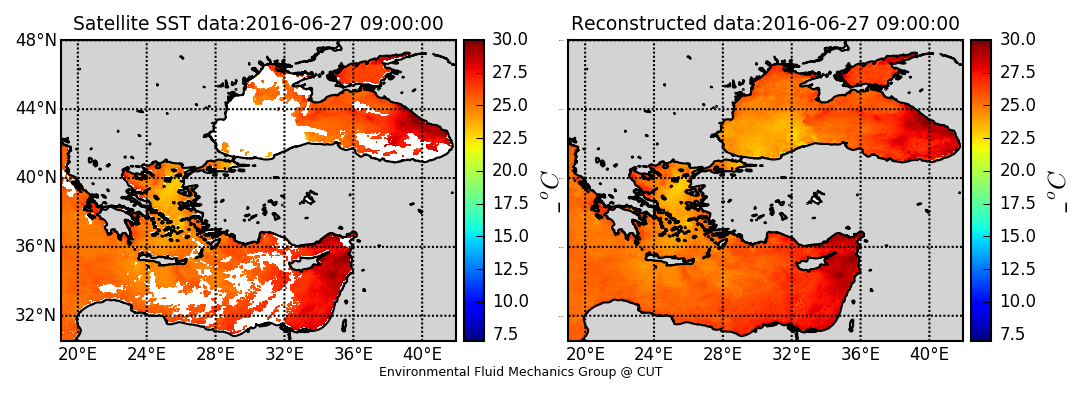 Satellite SST data:2016-06-27 09:00:00
Reconstructed data:2016-06-27 09:00:00
48°N
44°N
40°N
36°N
32°N
20°E 24°E 28°E 32°E 36°E 40°E
30.0
27.5
25.0
22.5
20.0
17.5
15.0
12.5
10.0
7.5
_ °C
20°E 24°E 28°E 32°E 36°E 40°E
30.0
27.5
25.0
22.5
20.0
17.5
15.0
12.5
10.0
7.5
_ °C
Environmental Fluid Mechanics Group @ CUT